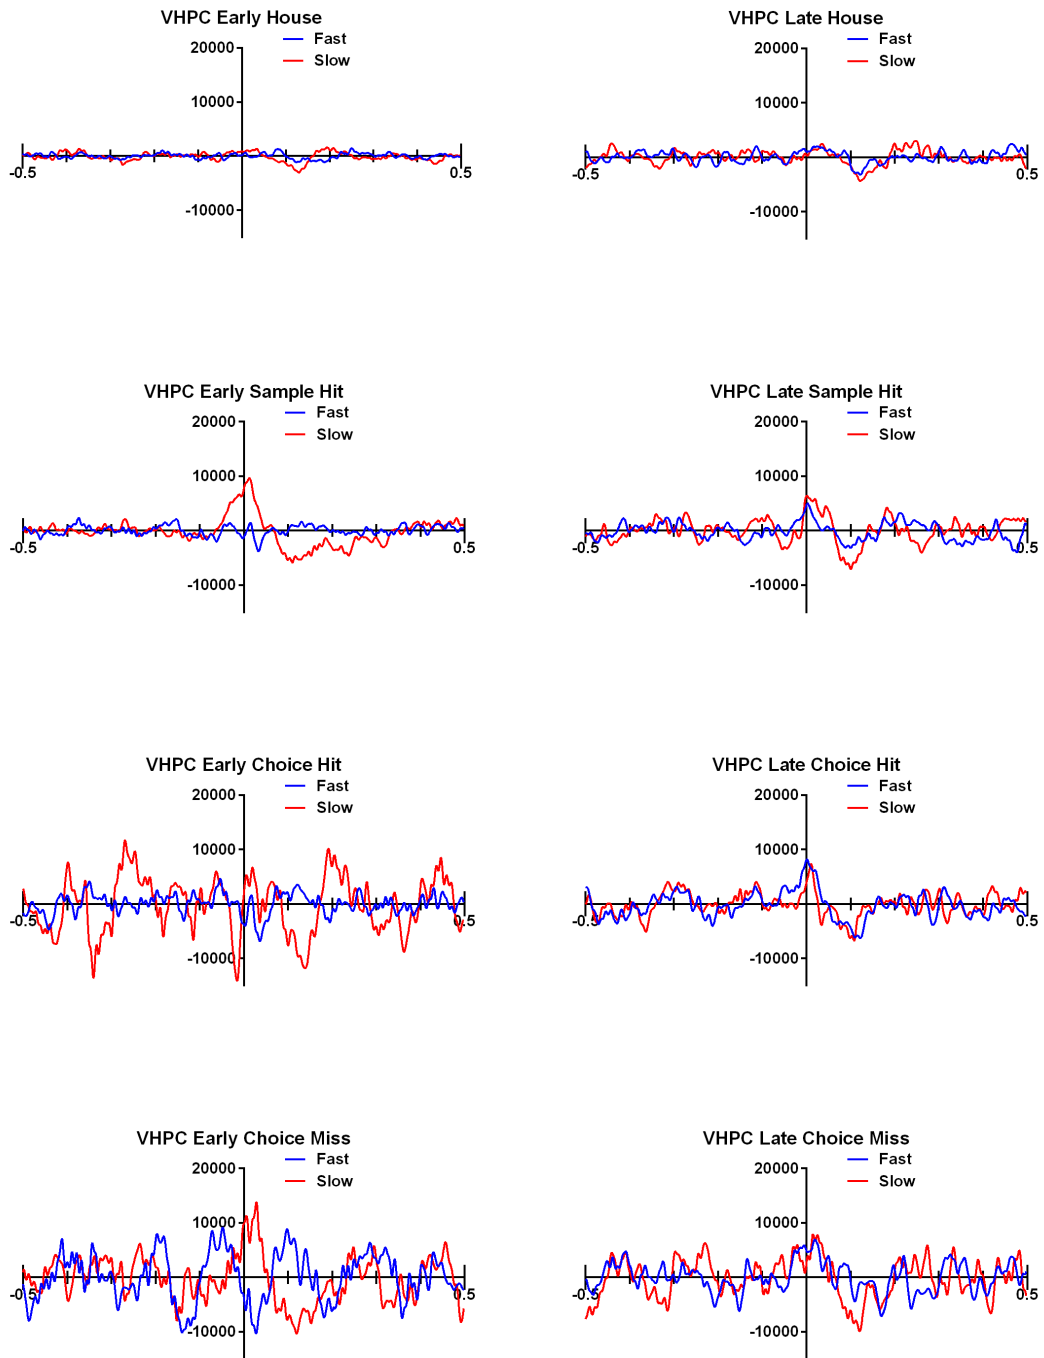 VHPC Early House
Fast
Slow
20000
10000
-10000
-0.5
0.5
VHPC Late House
Fast
Slow
20000
10000
-10000
-0.5
0.5
VHPC Early Sample Hit
Fast
Slow
20000
10000
-10000
-0.5
0.5
VHPC Late Sample Hit
Fast
Slow
20000
10000
-10000
-0.5
0.5
VHPC Early Choice Hit
Fast
Slow
20000
10000
-10000
-0.5
0.5
VHPC Late Choice Hit
Fast
Slow
20000
10000
-10000
-0.5
0.5
VHPC Early Choice Miss
Fast
Slow
20000
10000
-10000
-0.5
0.5
VHPC Late Choice Miss
Fast
Slow
20000
10000
-10000
-0.5
0.5